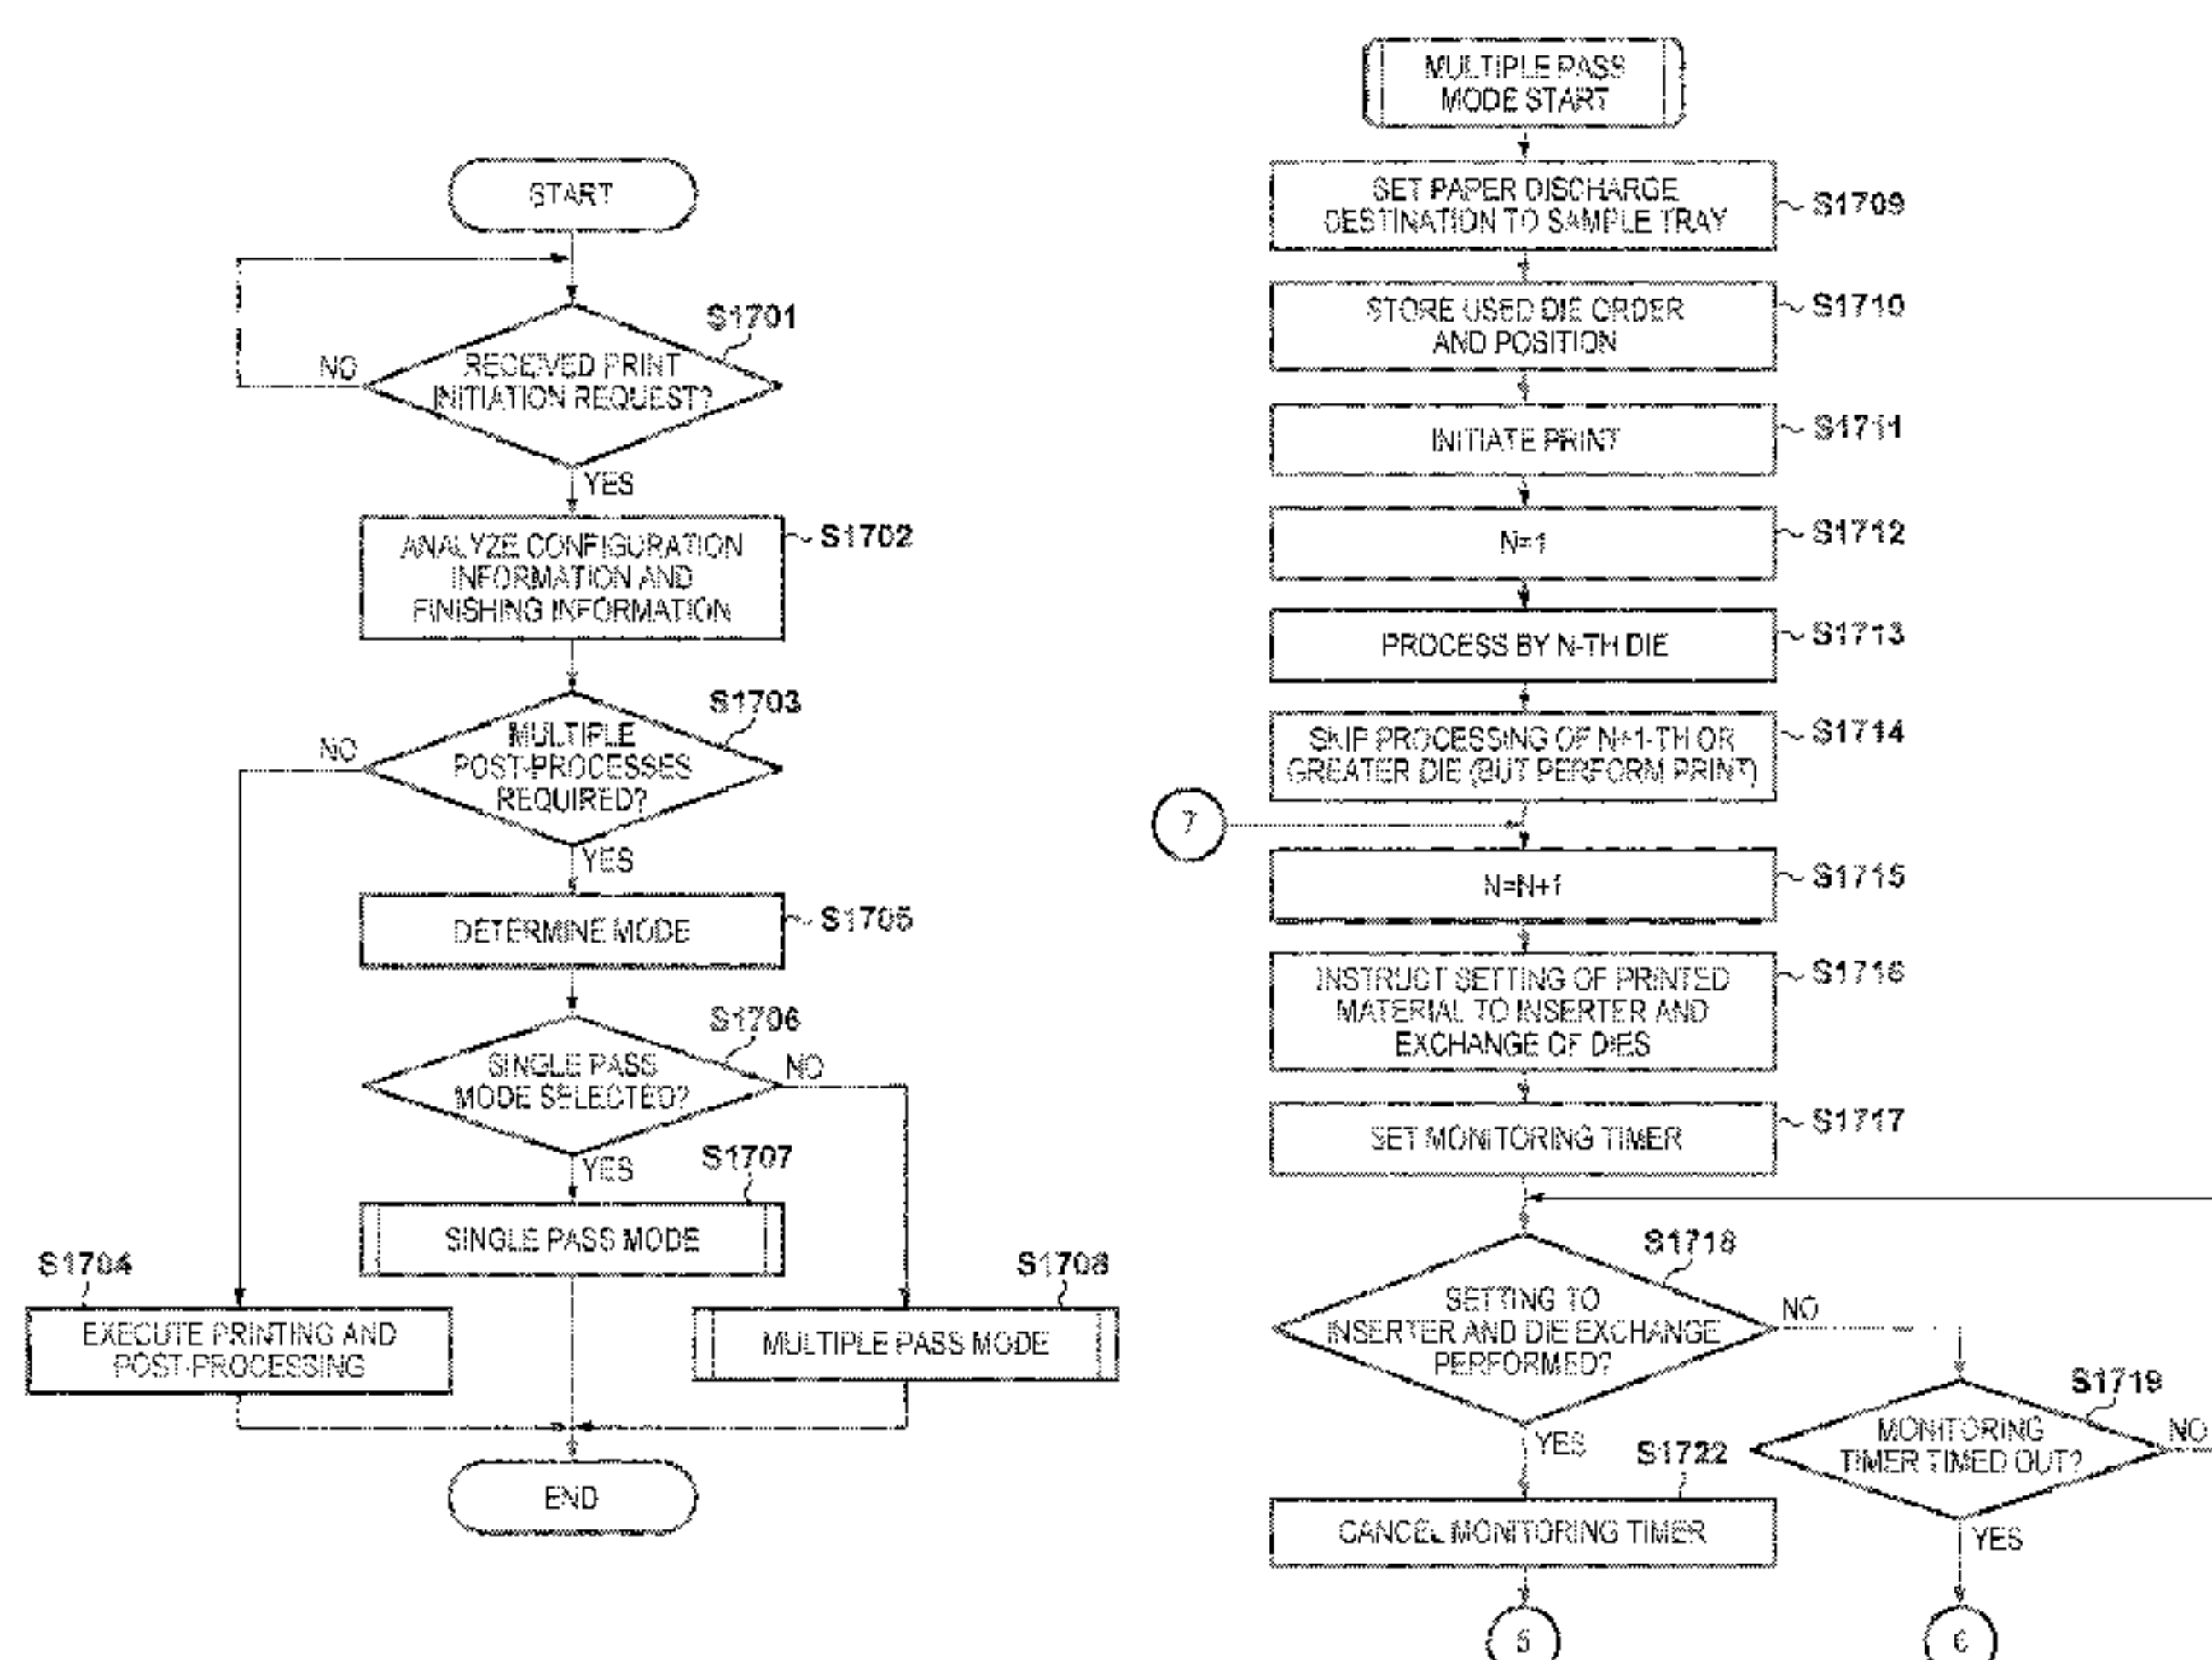 START
S1701
RECEIVED PRINT
INITIATION REQUEST?
NO
YES
S1702
ANALYZE CONFIGURATION
INFORMATION AND
FINISHING INFORMATION
S1703
MULTIPLE
POST-PROCESSES
REQUIRED?
NO
YES
DETERMINE MODE
S1705
S1706
SINGLE PASS
MODE SELECTED?
NO
YES
S1707
SINGLE PASS MODE
S1704
EXECUTE PRINTING AND
POST-PROCESSING
S1708
MULTIPLE PASS MODE
END
MULTIPLE PASS
MODE START
SET PAPER DISCHARGE
DESTINATION TO SAMPLE TRAY
S1709
STORE USED DIE ORDER
AND POSITION
S1710
INITIATE PRINT
S1711
N=1
S1712
PROCESS BY N-TH DIE
S1713
SKIP PROCESSING OF N+1-TH OR
GREATER DIE (BUT PERFORM PRINT)
S1714
7
N=N+1
S1715
INSTRUCT SETTING OF PRINTED
MATERIAL TO INSERTER AND
EXCHANGE OF DIES
S1716
SET MONITORING TIMER
S1717
S1718
SETTING TO
INSERTER AND DIE EXCHANGE
PERFORMED?
NO
YES
S1719
MONITORING
TIMER TIMED OUT?
NO
YES
S1722
CANCEL MONITORING TIMER
5
6